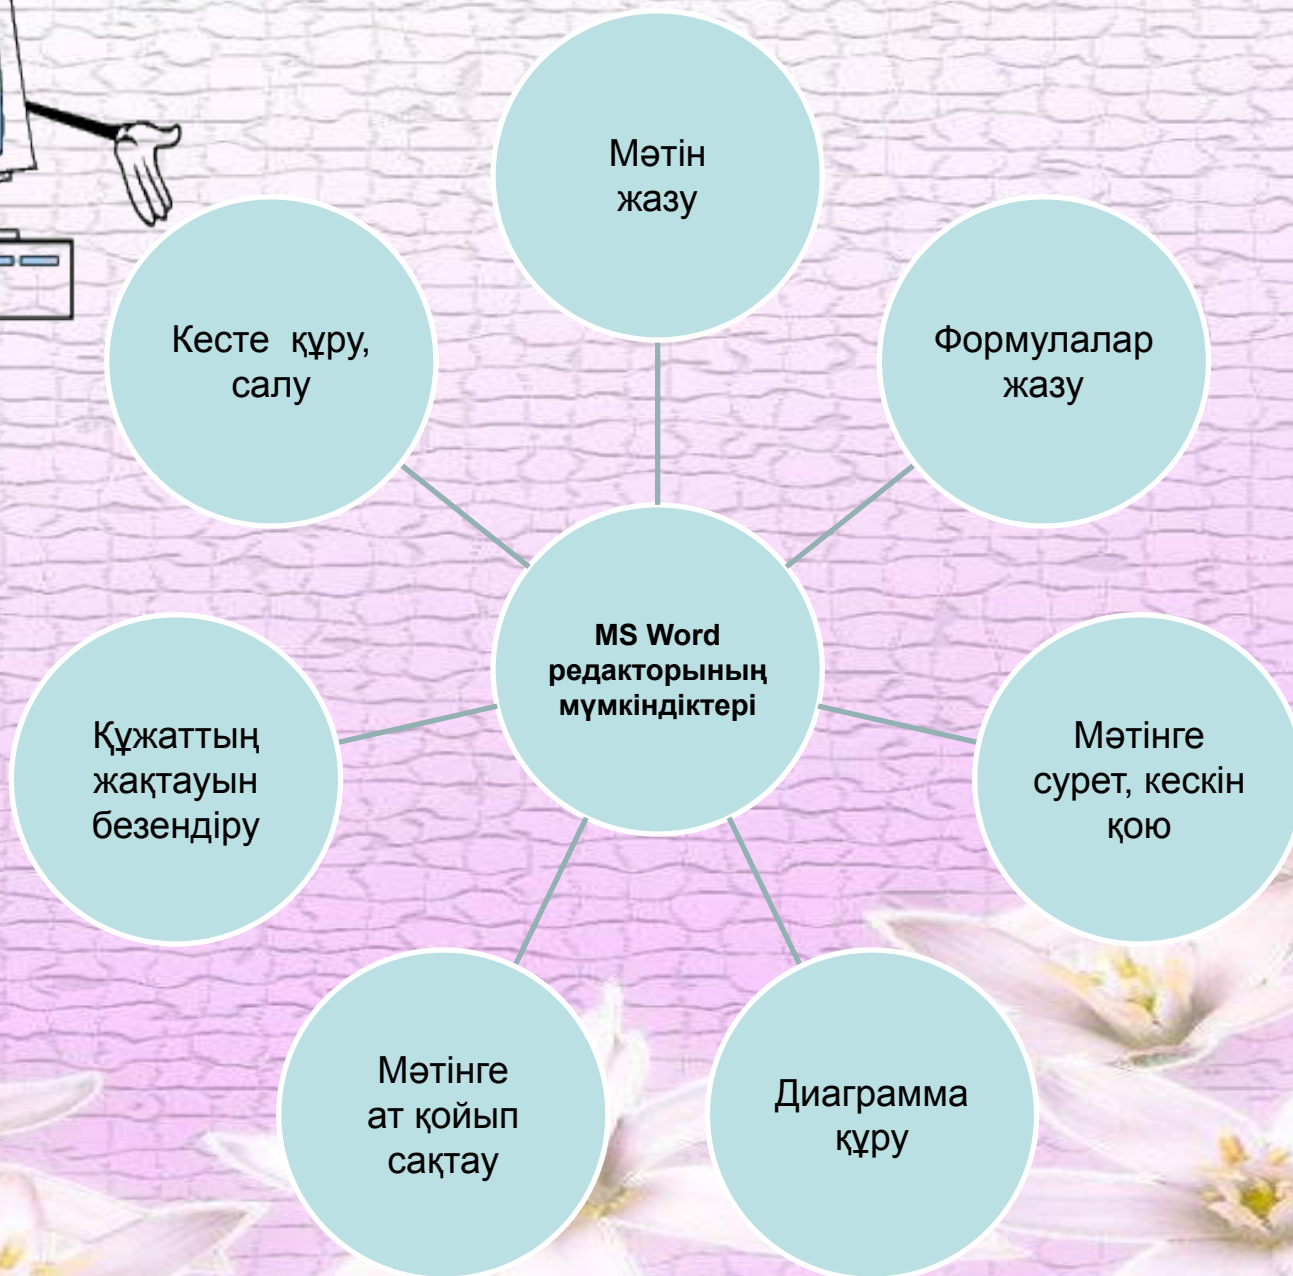 Мәтін
жазу
Кесте құру,
салу
Формулалар
жазу
MS Word
редакторының
мүмкіндіктері
Құжаттың
жақтауын
безендіру
Мәтінге
сурет, кескін
қою
Мәтінге
ат қойып
сақтау
Диаграмма
құру